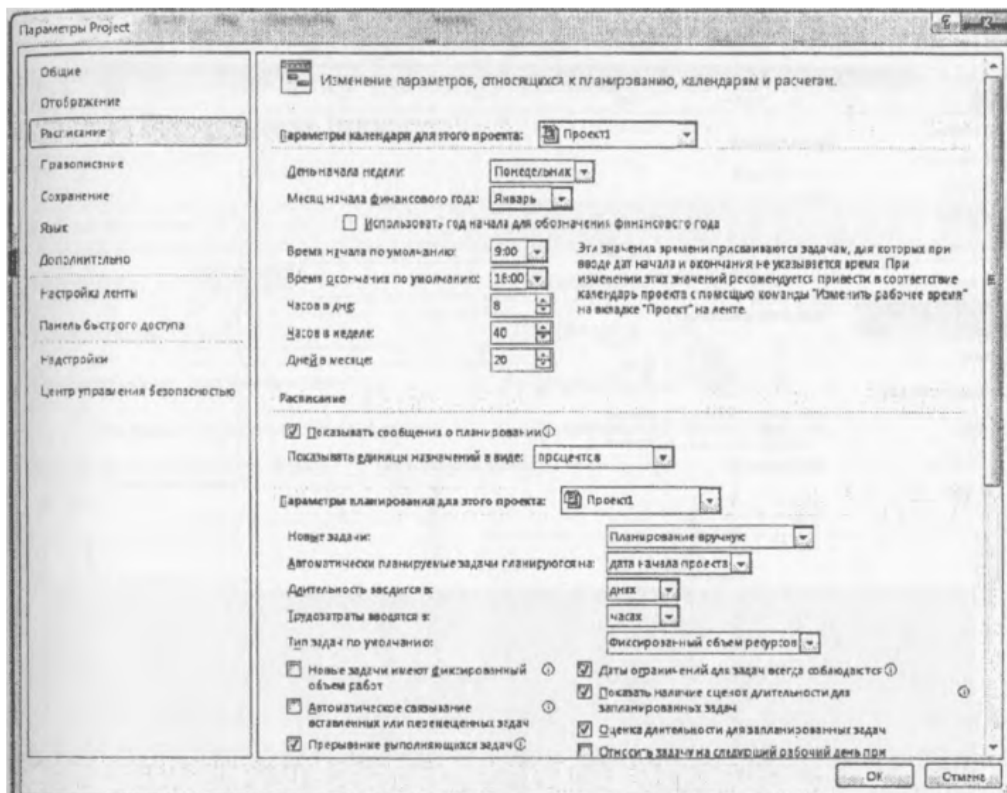 Параметры Project
Общие
Отображение
Расписание
Правописание
Сохранение
Язык
Дополнительно
Настройка ленты
Панель быстрого доступа
Надстройки
Центр управления безопасностью
Изменение параметров, относящихся к планированию, календарям и расчетам.
Параметры календаря для этого проекта: Проект1
День начала недели: Понедельник
Месяц начала финансового года: Январь
Использовать год начала для обозначения финансового года
Время начала по умолчанию: 9:00
Время окончания по умолчанию: 18:00
Часов в дне: 8
Часов в неделе: 40
Дней в месяце: 20
Эти значения времени присваиваются задачам, для которых при
вводе дат начала и окончания не указывается время. При
изменении этих значений рекомендуется привести в соответствие
календарь проекта с помощью команды "Изменить рабочее время"
на вкладке "Проект" на ленте.
Расписание
Показывать сообщения о планировании
Показывать единицы назначений в виде: процентов
Параметры планирования для этого проекта: Проект1
Новые задачи: Планирование вручную
Автоматически планируемые задачи планируются на: дата начала проекта
Длительность вводится в: днях
Трудозатраты вводятся в: часах
Тип задач по умолчанию: Фиксированный объем ресурсов
Новые задачи имеют фиксированный
объем работ
Автоматическое связывание
вставленных или перемещенных задач
Прерывание выполняющихся задач
Даты ограничений для задач всегда соблюдаются
Показать наличие оценок длительности для
запланированных задач
Оценка длительности для запланированных задач
Относить задачу на следующий рабочий день при
ОК
Отмена